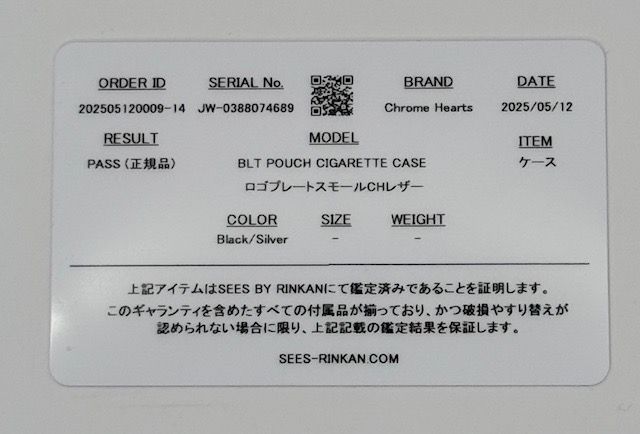 ORDER ID SERIAL No. BRAND DATE
202505120009-14 JW-0388074689 Chrome Hearts 2025/05/12
RESULT MODEL ITEM
PASS（正規品） BLT POUCH CIGARETTE CASE ケース
ロゴプレートスモールCHレザー
COLOR SIZE WEIGHT
Black/Silver - -
上記アイテムはSEES BY RINKANにて鑑定済みであることを証明します。
このギャランティを含めたすべての付属品が揃っており、かつ破損やすり替えが
認められない場合に限り、上記記載の鑑定結果を保証します。
SEES-RINKAN.COM